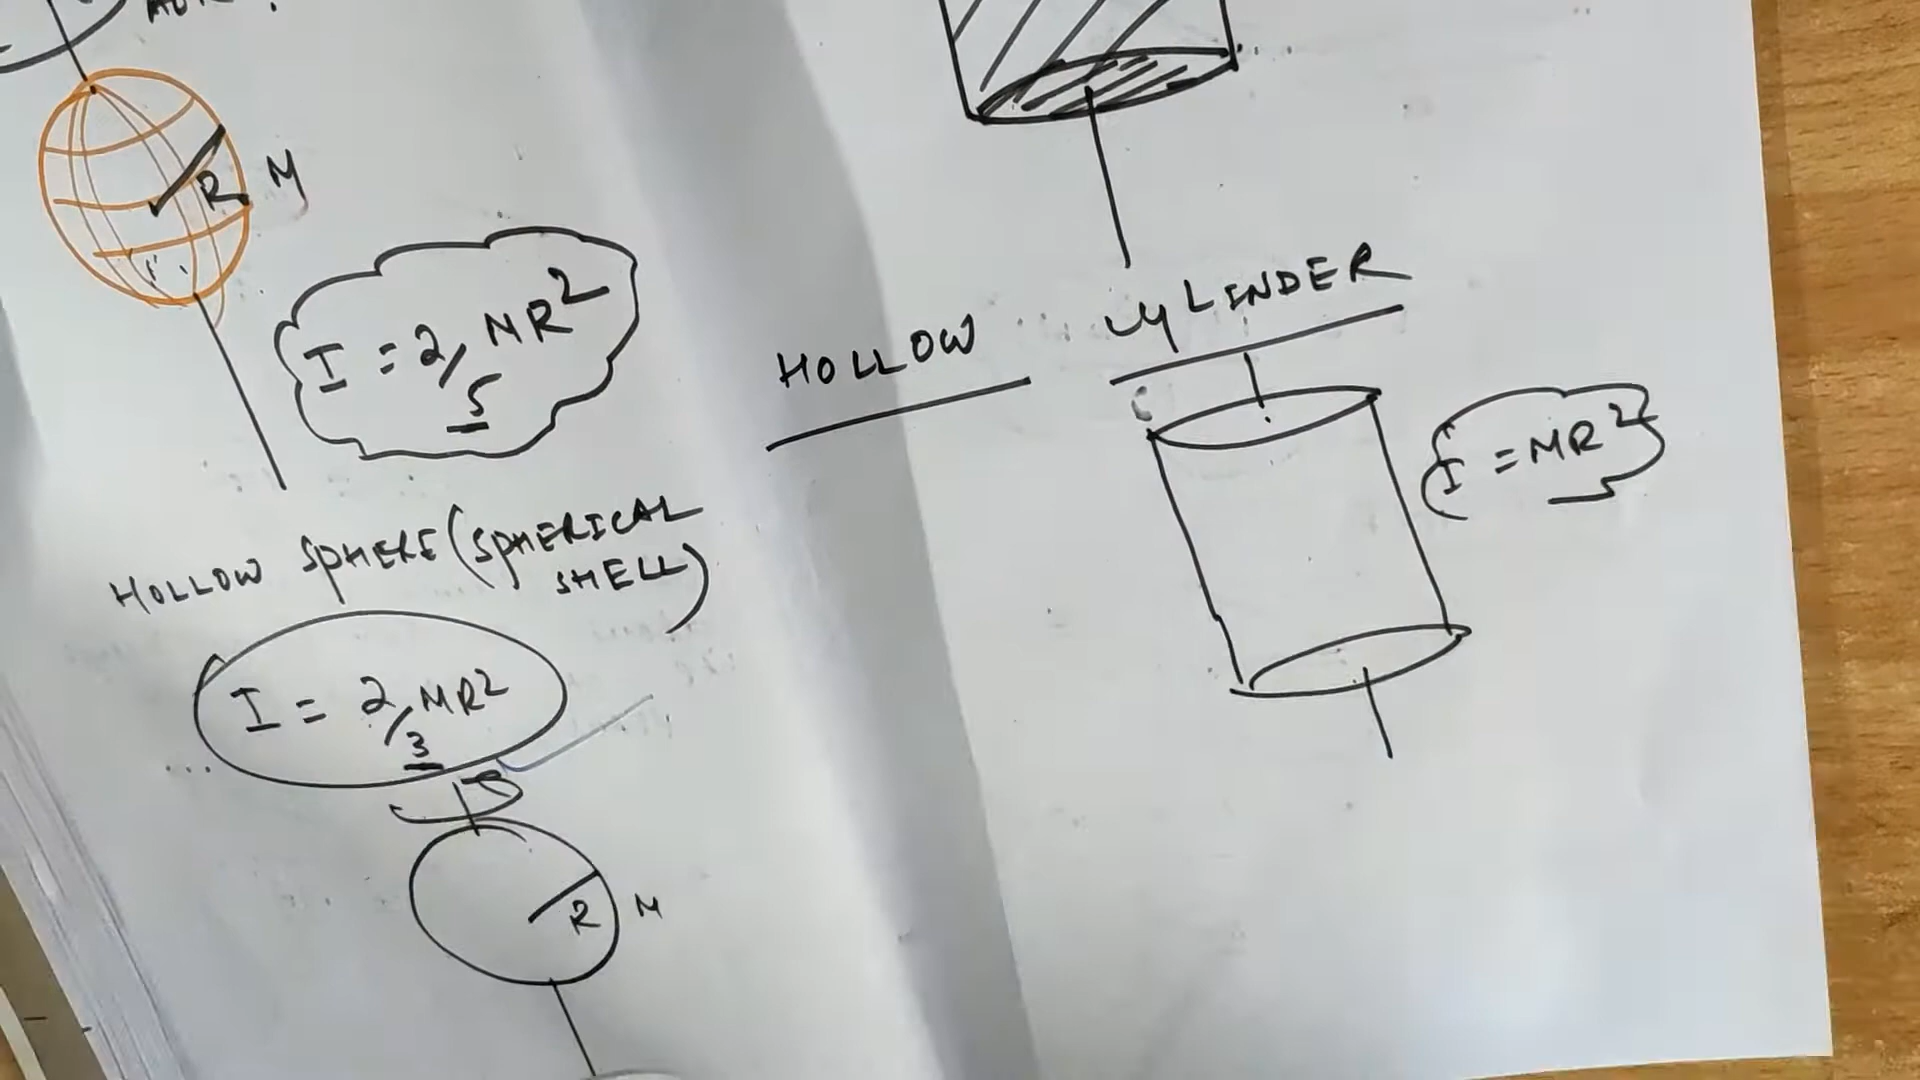 R M
I = 2/5 MR²
HOLLOW SPHERE (SPHERICAL
SHELL)
I = 2/3 MR²
R M
HOLLOW CYLINDER
I = MR²